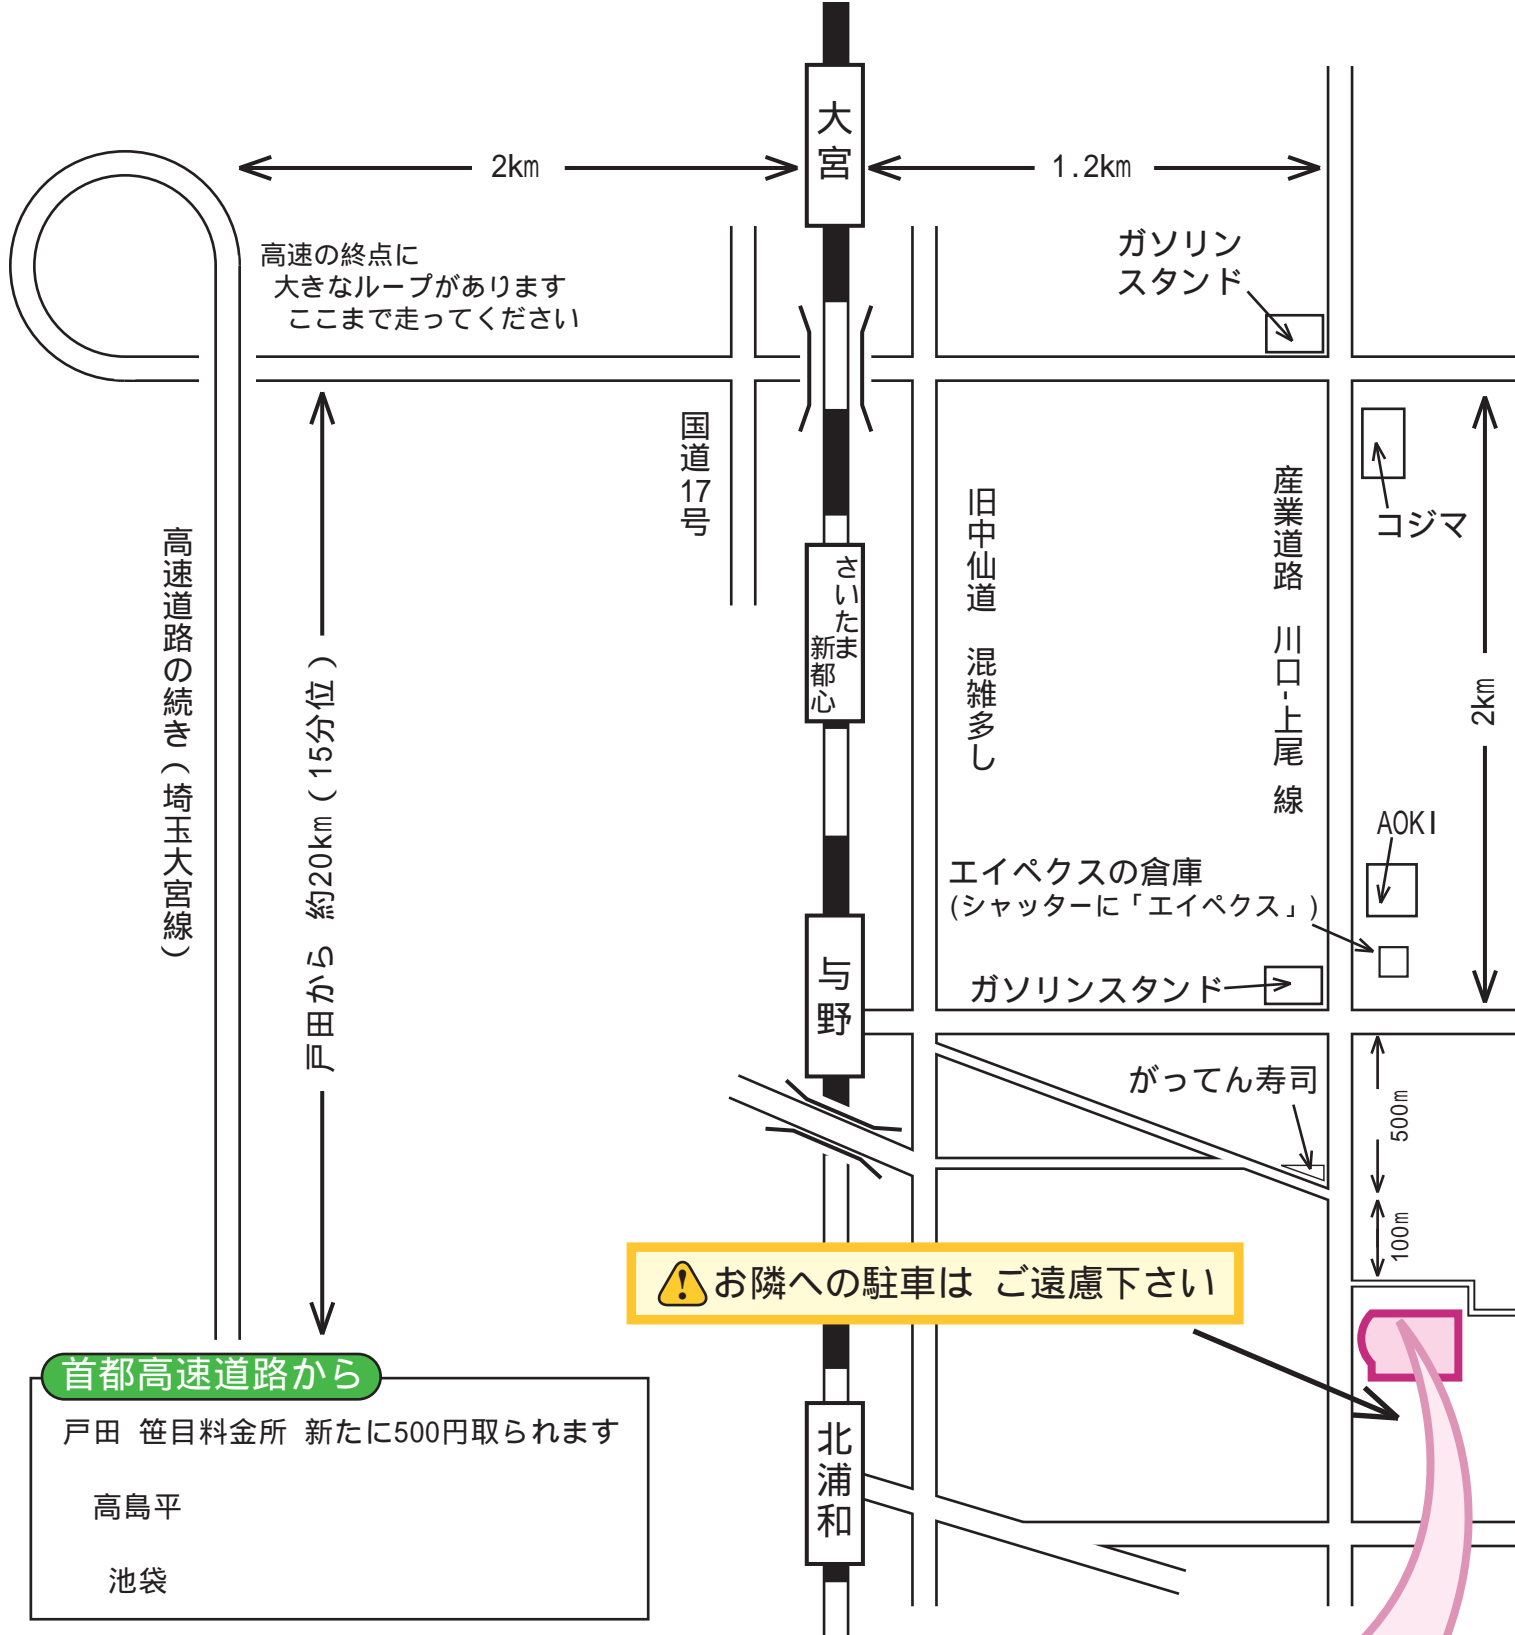 大宮
2km
1.2km
高速の終点に
大きなループがあります
ここまで走ってください
ガソリン
スタンド
国道17号
コジマ
旧中仙道 混雑多し
産業道路 川口-上尾 線
さいたま
新都心
高速道路の続き(埼玉大宮線)
戸田から 約20km(15分位)
2km
AOKI
エイペクスの倉庫
(シャッターに「エイペクス」)
与野
ガソリンスタンド
がってん寿司
500m
100m
お隣への駐車は ご遠慮下さい
首都高速道路から
戸田 笹目料金所 新たに500円取られます
高島平
池袋
北浦和